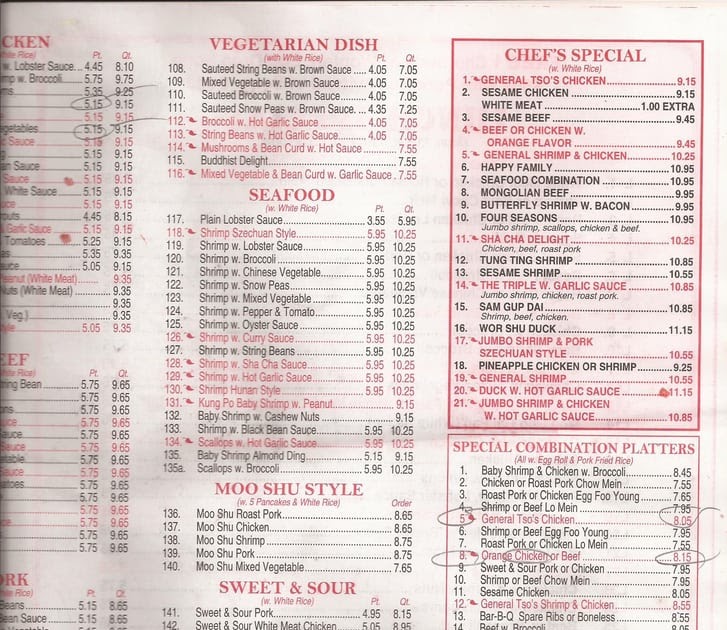 CKEN
Rice) Pt. Qt.
w. Lobster Sauce... 4.45 8.10
w. Broccoli 5.75 9.75
5.35 9.25
5.15 9.15
getables 5.15 9.15
Sauce 5.15 9.15
5.15 9.15
Sauce 5.15 9.15
Sauce 5.15 9.15
White Sauce 5.15 9.15
5.15 9.15
outs 4.45 8.15
Garlic Sauce 5.15 9.15
Tomatoes 5.25 9.15
5.35 9.35
5.05 9.15
Peanut (White Meat) 9.35
Nuts (White Meat) 9.35
9.35
Veg.) 9.35
5.05 9.35
EEF
Pt. Qt.
String Bean 5.75 9.65
5.75 9.65
5.75 9.65
5.75 9.65
5.75 9.65
5.75 9.65
5.75 9.65
5.75 9.65
5.75 9.65
5.75 9.65
5.75 9.65
5.75 9.65
5.75 9.65
RK
Pt. Qt.
Beans 5.15 8.65
Bean Sauce 5.15 8.65
VEGETARIAN DISH
(with White Rice) Pt. Qt.
108. Sauteed String Beans w. Brown Sauce ..... 4.05 7.05
109. Mixed Vegetable w. Brown Sauce 4.05 7.05
110. Sauteed Broccoli w. Brown Sauce 4.05 7.05
111. Sauteed Snow Peas w. Brown Sauce. .. 4.35 7.25
112. Broccoli w. Hot Garlic Sauce 4.05 7.05
113. String Beans w. Hot Garlic Sauce 4.05 7.05
114. Mushrooms & Bean Curd w. Hot Sauce 7.55
115. Buddhist Delight 7.55
116. Mixed Vegetable & Bean Curd w. Garlic Sauce . 7.55
SEAFOOD
(w. White Rice) Pt. Qt.
117. Plain Lobster Sauce 3.55 5.95
118. Shrimp Szechuan Style 5.95 10.25
119. Shrimp w. Lobster Sauce 5.95 10.25
120. Shrimp w. Broccoli 5.95 10.25
121. Shrimp w. Chinese Vegetable 5.95 10.25
122. Shrimp w. Snow Peas 5.95 10.25
123. Shrimp w. Mixed Vegetable 5.95 10.25
124. Shrimp w. Pepper & Tomato 5.95 10.25
125. Shrimp w. Oyster Sauce 5.95 10.25
126. Shrimp w. Curry Sauce 5.95 10.25
127. Shrimp w. String Beans 5.95 10.25
128. Shrimp w. Sha Cha Sauce 5.95 10.25
129. Shrimp w. Hot Garlic Sauce 5.95 10.25
130. Shrimp Hunan Style 5.95 10.25
131. Kung Po Baby Shrimp w. Peanut 9.15
132. Baby Shrimp w. Cashew Nuts 9.15
133. Shrimp w. Black Bean Sauce 5.95 10.25
134. Scallops w. Hot Garlic Sauce 5.95 10.25
135. Baby Shrimp Almond Ding 5.15 9.15
135a. Scallops w. Broccoli 5.95 10.25
MOO SHU STYLE
(w. 5 Pancakes & White Rice) Order
136. Moo Shu Roast Pork 8.65
137. Moo Shu Chicken 8.65
138. Moo Shu Shrimp 8.75
139. Moo Shu Pork 8.75
140. Moo Shu Mixed Vegetable 7.65
SWEET & SOUR
(w. White Rice) Pt. Qt.
141. Sweet & Sour Pork 4.95 8.15
142. Sweet & Sour White Meat Chicken 5.05 8.95
CHEF'S SPECIAL
(w. White Rice)
1. GENERAL TSO'S CHICKEN 9.15
2. SESAME CHICKEN 9.15
WHITE MEAT 1.00 EXTRA
3. SESAME BEEF 9.45
4. BEEF OR CHICKEN W.
ORANGE FLAVOR 9.45
5. GENERAL SHRIMP & CHICKEN 10.25
6. HAPPY FAMILY 10.95
7. SEAFOOD COMBINATION 10.95
8. MONGOLIAN BEEF 9.95
9. BUTTERFLY SHRIMP W. BACON 9.95
10. FOUR SEASONS 10.95
Jumbo shrimp, scallops, chicken & beef.
11. SHA CHA DELIGHT 10.25
Chicken, beef, roast pork
12. TUNG TING SHRIMP 10.85
13. SESAME SHRIMP 10.55
14. THE TRIPLE W. GARLIC SAUCE 10.85
Jumbo shrimp, chicken, roast pork.
15. SAM GUP DAI 10.85
Shrimp, beef, chicken.
16. WOR SHU DUCK 11.15
17. JUMBO SHRIMP & PORK
SZECHUAN STYLE 10.55
18. PINEAPPLE CHICKEN OR SHRIMP 9.25
19. GENERAL SHRIMP 10.55
20. DUCK W. HOT GARLIC SAUCE 11.15
21. JUMBO SHRIMP & CHICKEN
W. HOT GARLIC SAUCE 10.85
SPECIAL COMBINATION PLATTERS
(All w. Egg Roll & Pork Fried Rice)
1. Baby Shrimp & Chicken w. Broccoli 8.45
2. Chicken or Roast Pork Chow Mein 7.55
3. Roast Pork or Chicken Egg Foo Young 7.65
4. Shrimp or Beef Lo Mein 7.95
5. General Tso's Chicken 8.05
6. Shrimp or Beef Egg Foo Young 7.95
7. Roast Pork or Chicken Lo Mein 7.55
8. Orange Chicken or Beef 8.15
9. Sweet & Sour Pork or Chicken 7.95
10. Shrimp or Beef Chow Mein 7.95
11. Sesame Chicken 8.05
12. General Tso's Shrimp & Chicken 8.55
13. Bar-B-Q Spare Ribs or Boneless 8.55
14. Beef w. Broccoli